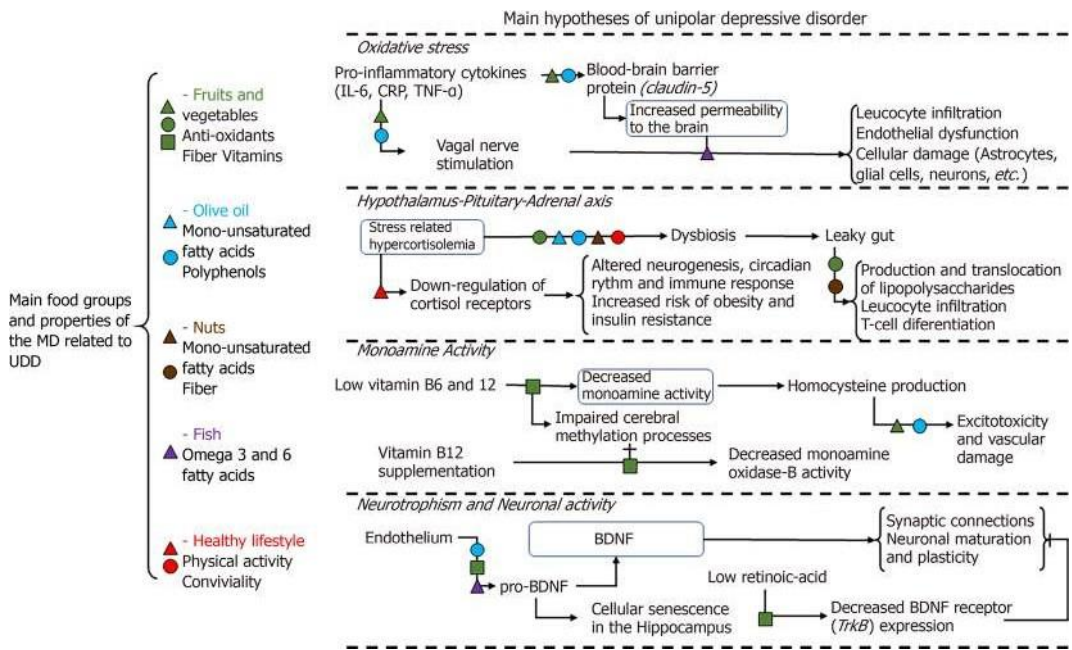 Main hypotheses of unipolar depressive disorder
Main food groups
and properties of
the MD related to
UDD
- Fruits and
vegetables
Anti-oxidants
Fiber Vitamins
- Olive oil
Mono-unsaturated
fatty acids
Polyphenols
- Nuts
Mono-unsaturated
fatty acids
Fiber
- Fish
Omega 3 and 6
fatty acids
- Healthy lifestyle
Physical activity
Conviviality
Oxidative stress
Pro-inflammatory cytokines
(IL-6, CRP, TNF-α)
Blood-brain barrier
protein (claudin-5)
Increased permeability
to the brain
Vagal nerve
stimulation
Leucocyte infiltration
Endothelial dysfunction
Cellular damage (Astrocytes,
glial cells, neurons, etc.)
Hypothalamus-Pituitary-Adrenal axis
Stress related
hypercortisolemia
Dysbiosis
Leaky gut
Down-regulation of
cortisol receptors
Altered neurogenesis, circadian
rythm and immune response
Increased risk of obesity and
insulin resistance
Production and translocation
of lipopolysaccharides
Leucocyte infiltration
T-cell diferentiation
Monoamine Activity
Low vitamin B6 and 12
Decreased
monoamine activity
Homocysteine production
Impaired cerebral
methylation processes
Excitotoxicity
and vascular
damage
Vitamin B12
supplementation
Decreased monoamine
oxidase-B activity
Neurotrophism and Neuronal activity
Endothelium
BDNF
Synaptic connections
Neuronal maturation
and plasticity
pro-BDNF
Low retinoic-acid
Cellular senescence
in the Hippocampus
Decreased BDNF receptor
(TrkB) expression